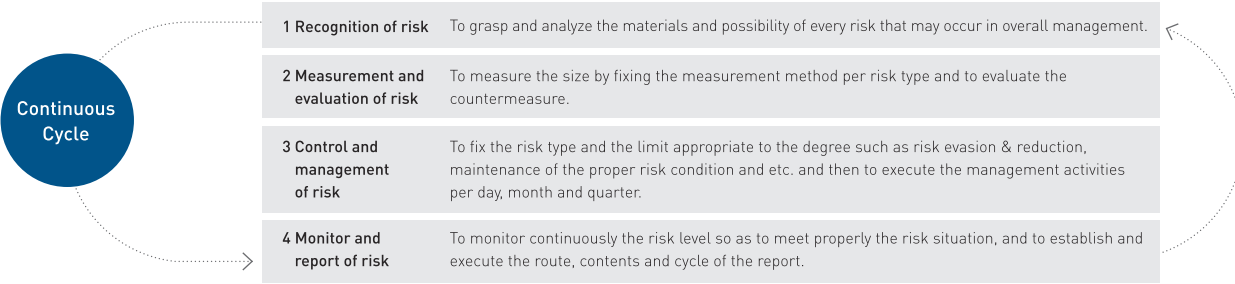 Continuous
Cycle
1 Recognition of risk
To grasp and analyze the materials and possibility of every risk that may occur in overall management.
2 Measurement and
evaluation of risk
To measure the size by fixing the measurement method per risk type and to evaluate the
countermeasure.
3 Control and
management
of risk
To fix the risk type and the limit appropriate to the degree such as risk evasion & reduction,
maintenance of the proper risk condition and etc. and then to execute the management activities
per day, month and quarter.
4 Monitor and
report of risk
To monitor continuously the risk level so as to meet properly the risk situation, and to establish and
execute the route, contents and cycle of the report.